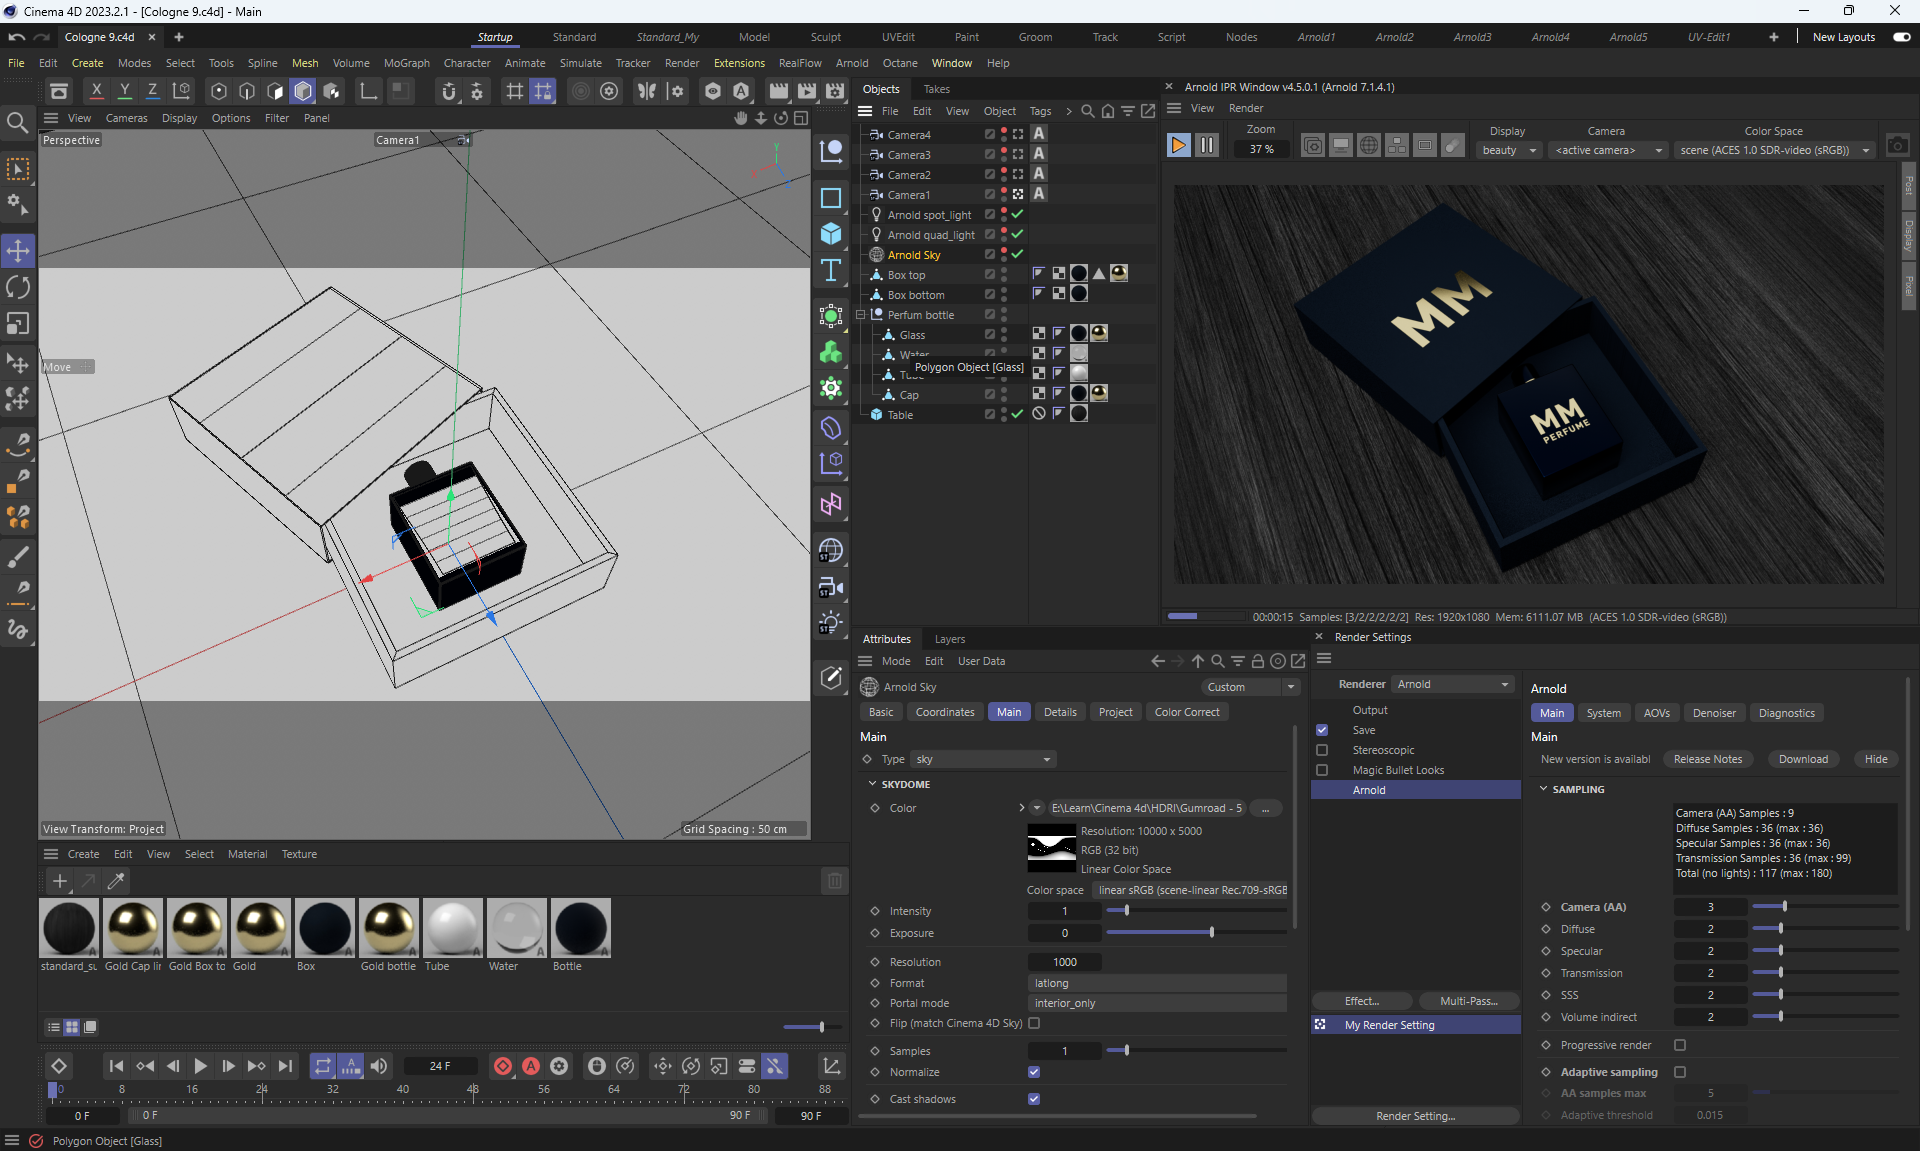 Cinema 4D 2023.2.1 - [Cologne 9.c4d] - Main
Cologne 9.c4d
Startup Standard Standard_My Model Sculpt UVEdit Paint Groom Track Script Nodes Arnold1 Arnold2 Arnold3 Arnold4 Arnold5 UV-Edit1 New Layouts
File Edit Create Modes Select Tools Spline Mesh Volume MoGraph Character Animate Simulate Tracker Render Extensions RealFlow Arnold Octane Window Help
X Y Z
View Cameras Display Options Filter Panel
Perspective
Camera1
Y
Move
View Transform: Project
Grid Spacing : 50 cm
Objects Takes
File Edit View Object Tags
Camera4
Camera3
Camera2
Camera1
Arnold spot_light
Arnold quad_light
Arnold Sky
Box top
Box bottom
Perfum bottle
Glass
Polygon Object [Glass]
Cap
Table
Arnold IPR Window v4.5.0.1 (Arnold 7.1.4.1)
View Render
Zoom Display Camera Color Space
37 % beauty <active camera> scene (ACES 1.0 SDR-video (sRGB))
Post
Display
Pixel
MM
MM
PERFUME
00:00:15 Samples: [3/2/2/2/2/2] Res: 1920x1080 Mem: 6111.07 MB (ACES 1.0 SDR-video (sRGB))
Attributes Layers
Mode Edit User Data
Arnold Sky
Custom
Basic Coordinates Main Details Project Color Correct
Main
Type sky
SKYDOME
Color E:\Learn\Cinema 4d\HDRI\Gumroad - 5 ...
Resolution: 10000 x 5000
RGB (32 bit)
Linear Color Space
Color space linear sRGB (scene-linear Rec.709-sRGB
Intensity 1
Exposure 0
Resolution 1000
Format latlong
Portal mode interior_only
Flip (match Cinema 4D Sky)
Samples 1
Normalize
Cast shadows
Render Settings
Renderer Arnold
Output
Save
Stereoscopic
Magic Bullet Looks
Arnold
Effect... Multi-Pass...
My Render Setting
Render Setting...
Arnold
Main System AOVs Denoiser Diagnostics
Main
New version is availabl Release Notes Download Hide
SAMPLING
Camera (AA) Samples : 9
Diffuse Samples : 36 (max : 36)
Specular Samples : 36 (max : 36)
Transmission Samples : 36 (max : 99)
Total (no lights) : 117 (max : 180)
Camera (AA) 3
Diffuse 2
Specular 2
Transmission 2
SSS 2
Volume indirect 2
Progressive render
Adaptive sampling
AA samples max 5
Adaptive threshold 0.015
Create Edit View Select Material Texture
standard_su Gold Cap lir Gold Box to Gold Box Gold bottle Tube Water Bottle
24 F
0 8 16 24 32 40 48 56 64 72 80 88
0 F 0 F 90 F 90 F
Polygon Object [Glass]